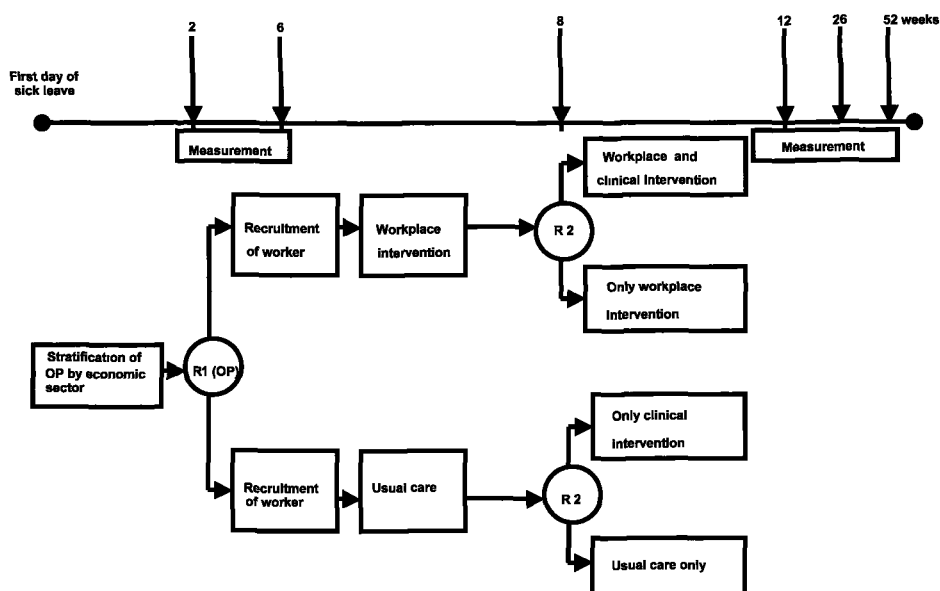 2 6 8 12 26 52 weeks
First day of
sick leave
Measurement
Measurement
Workplace and
clinical Intervention
Recruitment
of worker
Workplace
intervention
R 2
Only workplace
Intervention
Stratification of
OP by economic
sector
R1 (OP)
Only clinical
intervention
Recruitment
of worker
Usual care
R 2
Usual care only